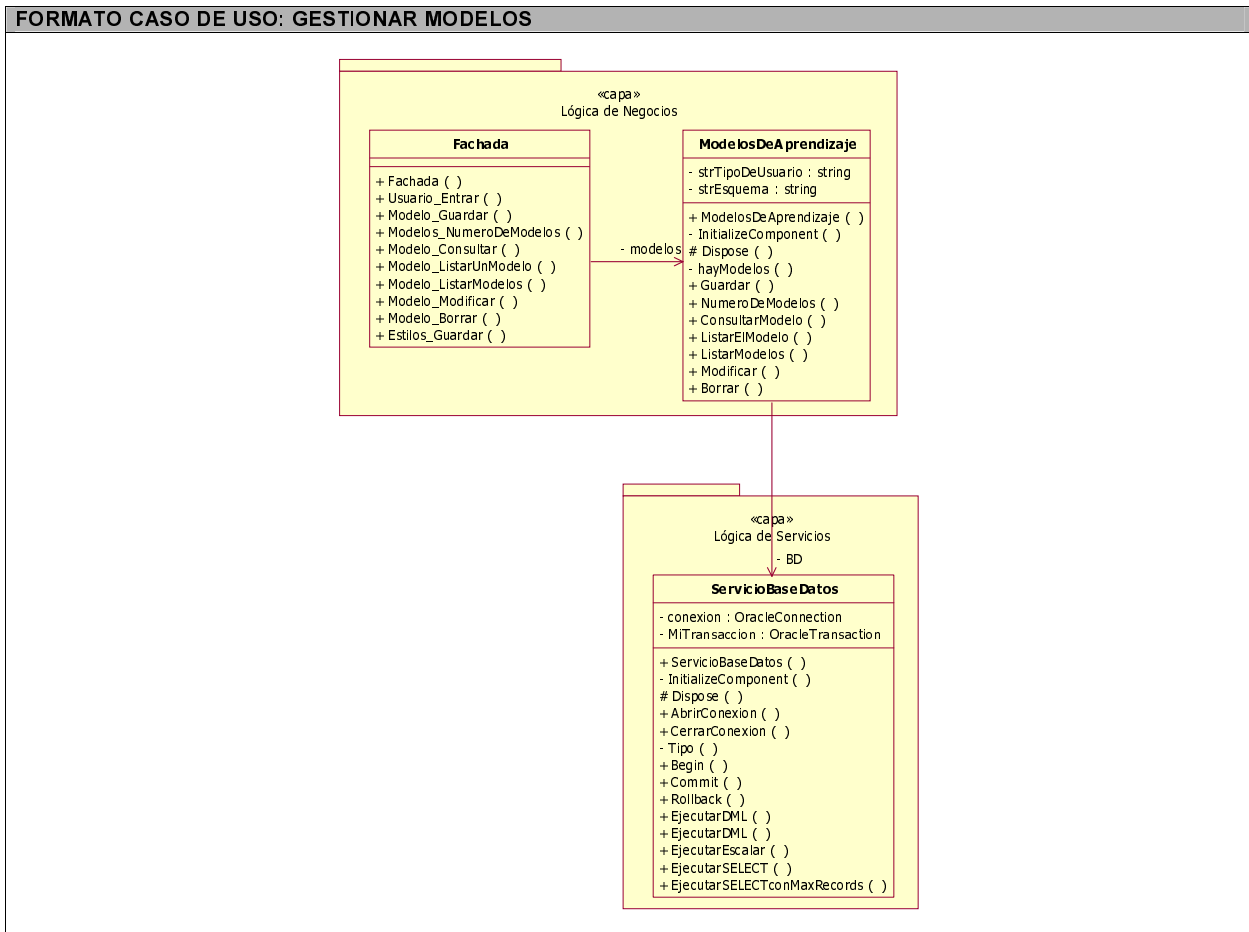 FORMATO CASO DE USO: GESTIONAR MODELOS
«capa»
Lógica de Negocios
Fachada
+ Fachada ( )
+ Usuario_Entrar ( )
+ Modelo_Guardar ( )
+ Modelos_NumeroDeModelos ( )
+ Modelo_Consultar ( )
+ Modelo_ListarUnModelo ( )
+ Modelo_ListarModelos ( )
+ Modelo_Modificar ( )
+ Modelo_Borrar ( )
+ Estilos_Guardar ( )
- modelos
ModelosDeAprendizaje
- strTipoDeUsuario : string
- strEsquema : string
+ ModelosDeAprendizaje ( )
- InitializeComponent ( )
# Dispose ( )
- hayModelos ( )
+ Guardar ( )
+ NumeroDeModelos ( )
+ ConsultarModelo ( )
+ ListarElModelo ( )
+ ListarModelos ( )
+ Modificar ( )
+ Borrar ( )
«capa»
Lógica de Servicios
- BD
ServicioBaseDatos
- conexion : OracleConnection
- MiTransaccion : OracleTransaction
+ ServicioBaseDatos ( )
- InitializeComponent ( )
# Dispose ( )
+ AbrirConexion ( )
+ CerrarConexion ( )
- Tipo ( )
+ Begin ( )
+ Commit ( )
+ Rollback ( )
+ EjecutarDML ( )
+ EjecutarDML ( )
+ EjecutarEscalar ( )
+ EjecutarSELECT ( )
+ EjecutarSELECTconMaxRecords ( )